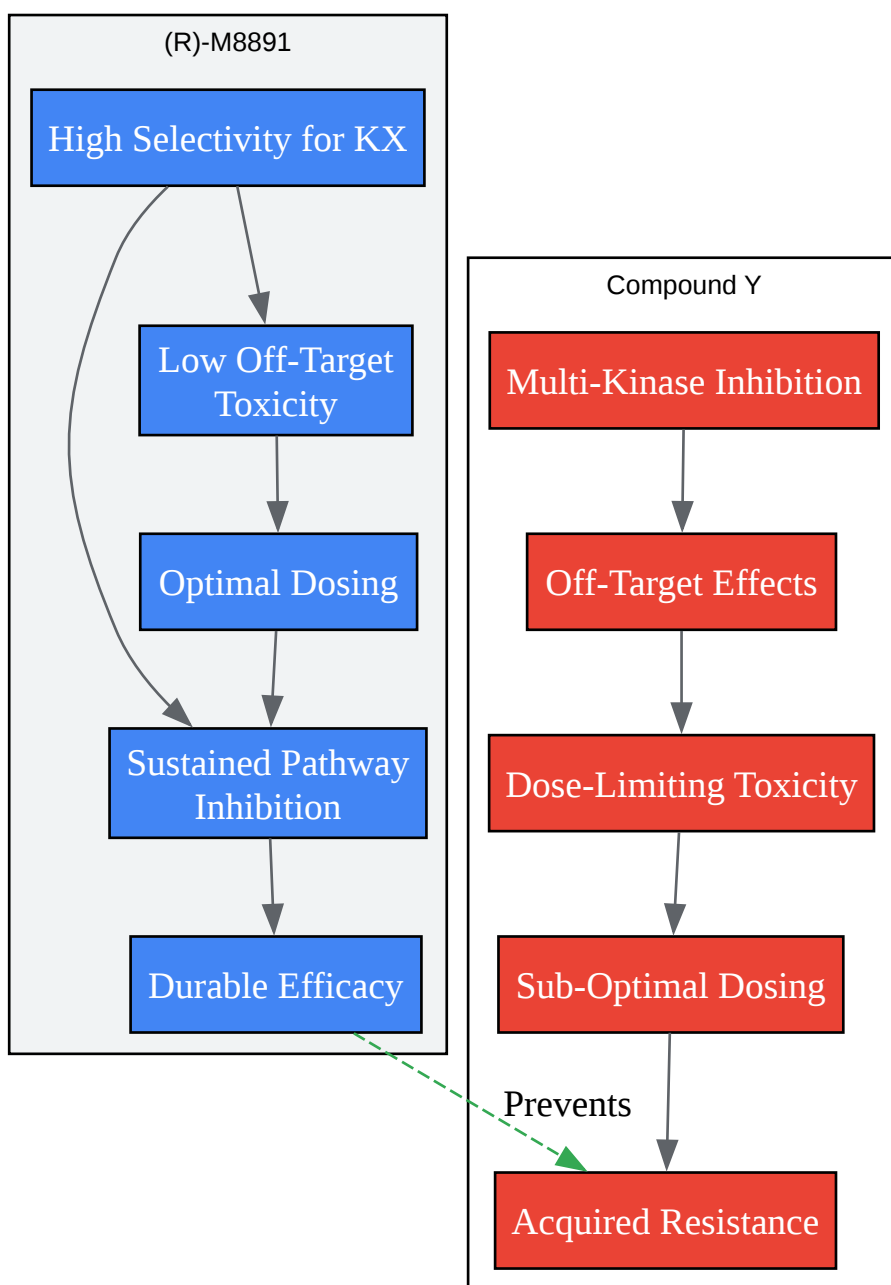 (R)-M8891
High Selectivity for KX
Low Off-Target
Toxicity
Optimal Dosing
Sustained Pathway
Inhibition
Durable Efficacy
Compound Y
Multi-Kinase Inhibition
Off-Target Effects
Dose-Limiting Toxicity
Sub-Optimal Dosing
Prevents
Acquired Resistance